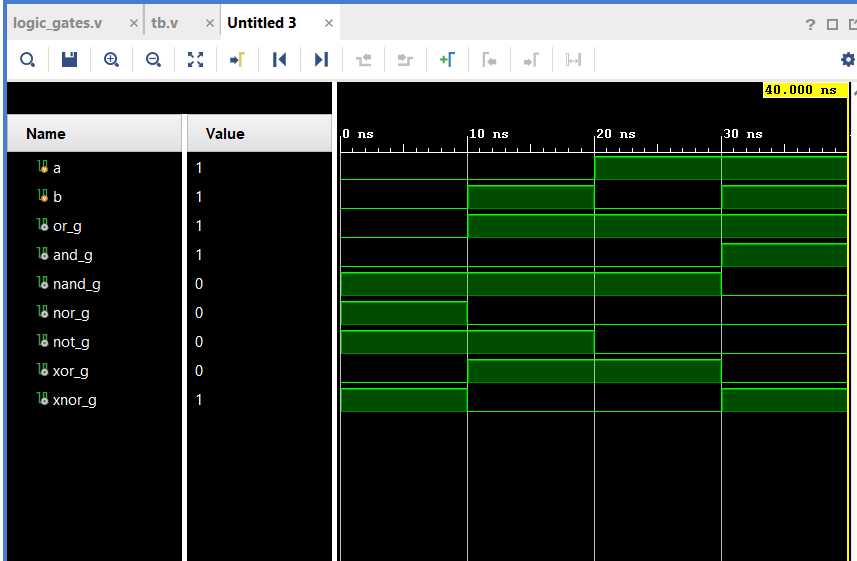 logic_gates.v × tb.v × Untitled 3 ×
?
40.000 ns
Name Value
0 ns 10 ns 20 ns 30 ns
a 1
b 1
or_g 1
and_g 1
nand_g 0
nor_g 0
not_g 0
xor_g 0
xnor_g 1